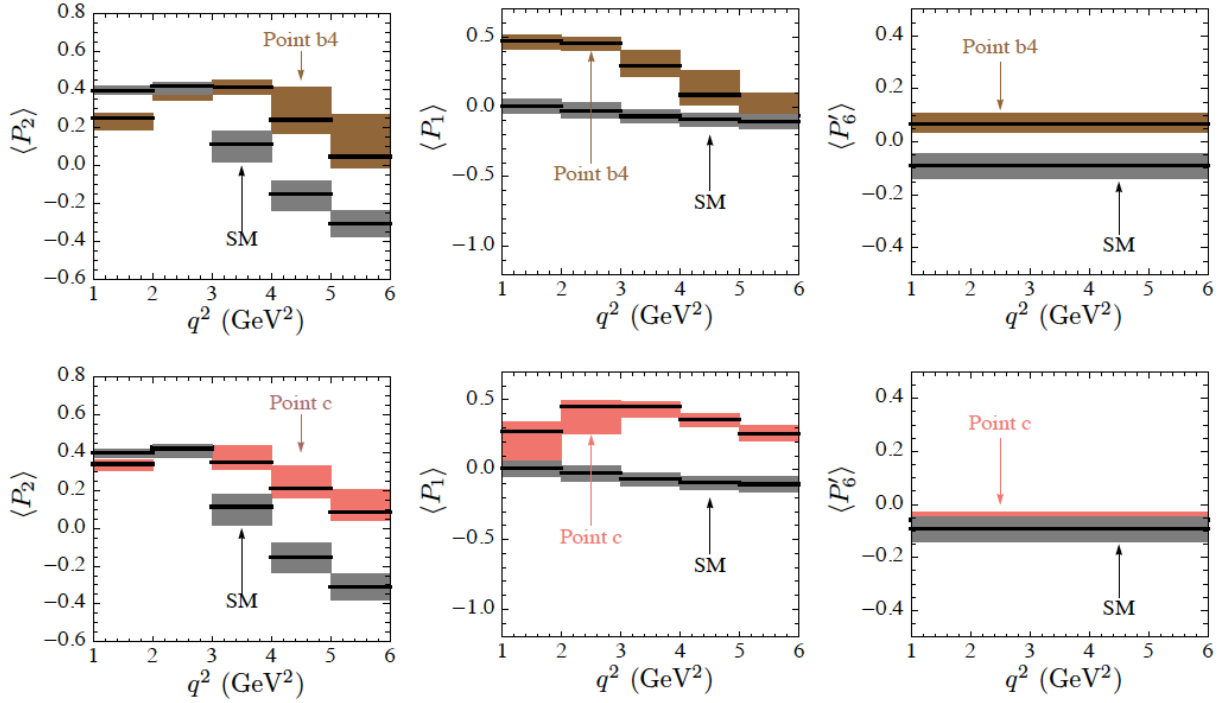 ⟨P₂⟩
0.8
0.6
0.4
0.2
0.0
−0.2
−0.4
−0.6
Point b4
SM
1 2 3 4 5 6
q² (GeV²)
⟨P₁⟩
1.0
0.5
0.0
−0.5
−1.0
Point b4
SM
1 2 3 4 5 6
q² (GeV²)
⟨P′₆⟩
0.4
0.2
0.0
−0.2
−0.4
Point b4
SM
1 2 3 4 5 6
q² (GeV²)
⟨P₂⟩
0.8
0.6
0.4
0.2
0.0
−0.2
−0.4
−0.6
Point c
SM
1 2 3 4 5 6
q² (GeV²)
⟨P₁⟩
1.0
0.5
0.0
−0.5
−1.0
Point c
SM
1 2 3 4 5 6
q² (GeV²)
⟨P′₆⟩
0.4
0.2
0.0
−0.2
−0.4
Point c
SM
1 2 3 4 5 6
q² (GeV²)